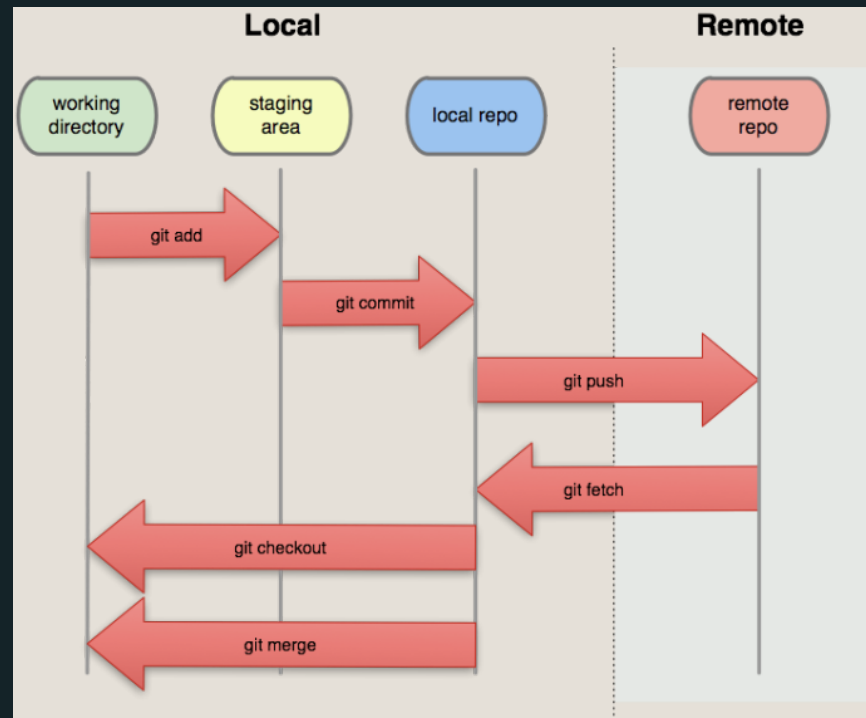 Local
Remote
working
directory
staging
area
local repo
remote
repo
git add
git commit
git push
git fetch
git checkout
git merge